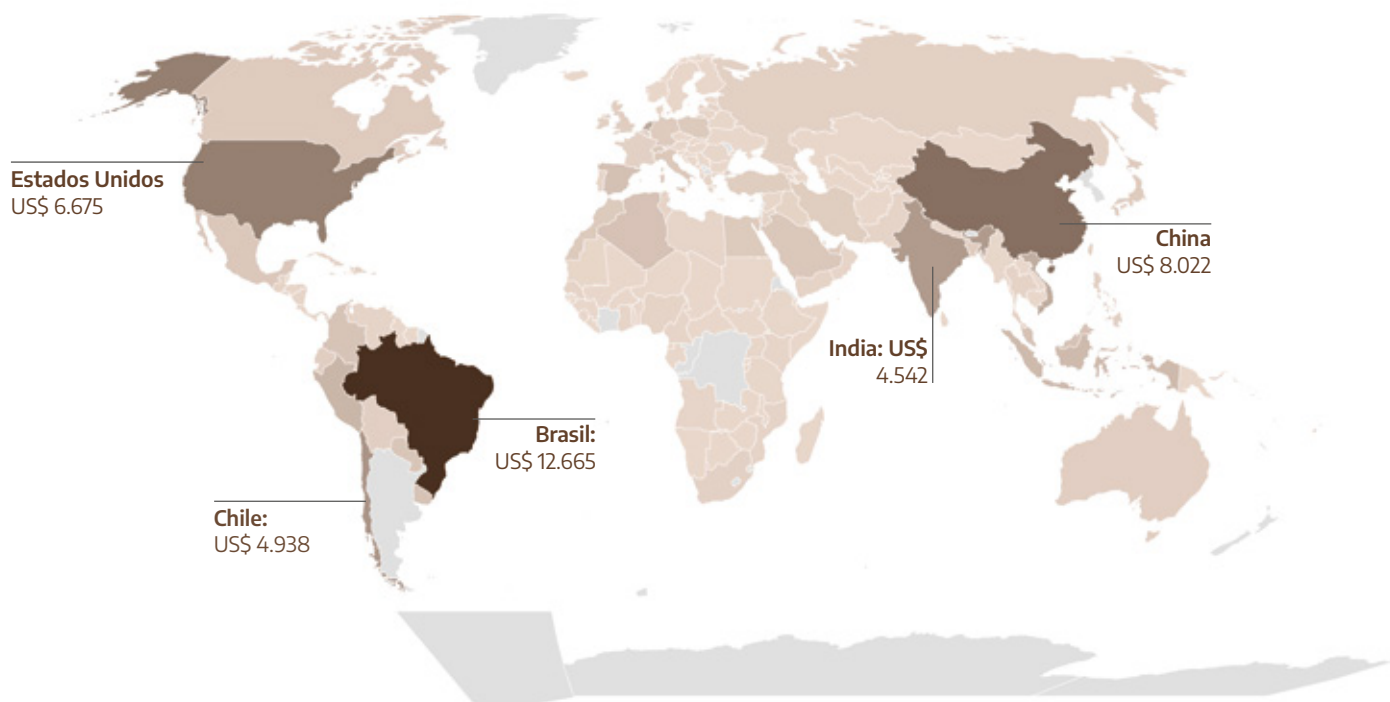 Estados Unidos
US$ 6.675
China
US$ 8.022
India: US$
4.542
Brasil:
US$ 12.665
Chile:
US$ 4.938